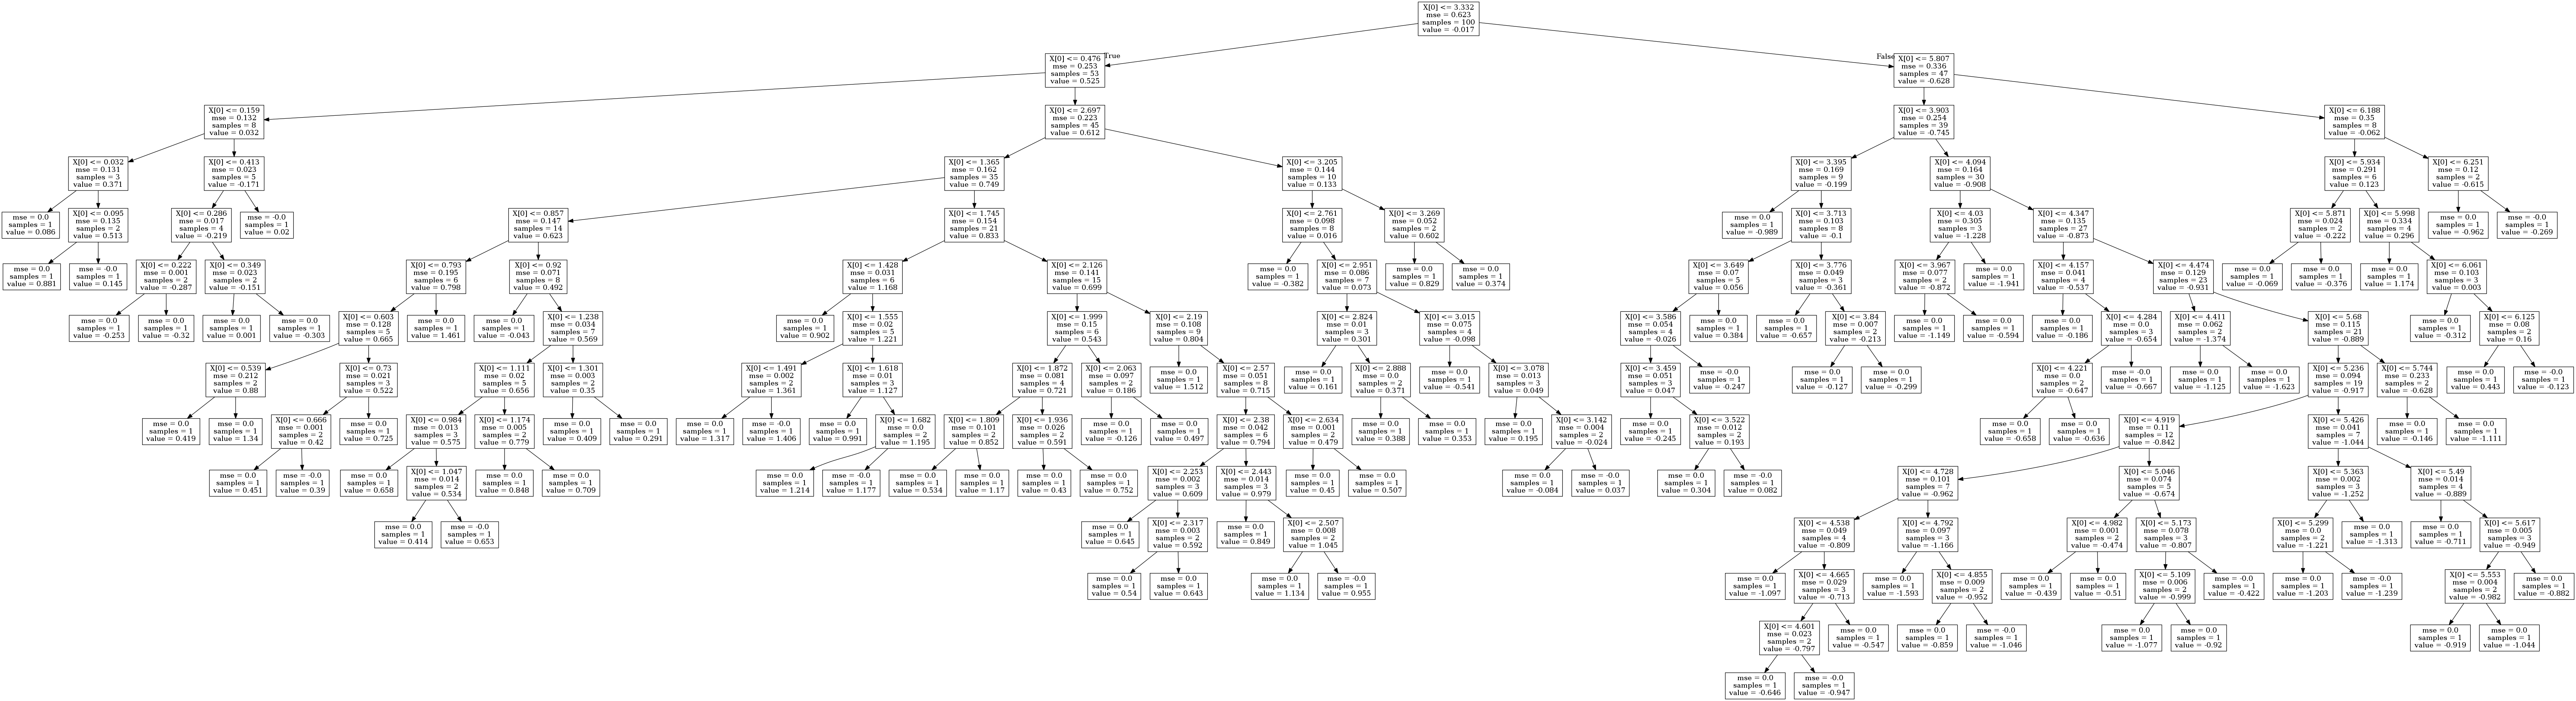 X[0] <= 3.332
mse = 0.623
samples = 100
value = -0.017
True
False
X[0] <= 0.476
mse = 0.253
samples = 53
value = 0.525
X[0] <= 5.807
mse = 0.336
samples = 47
value = -0.628
X[0] <= 0.159
mse = 0.132
samples = 8
value = 0.032
X[0] <= 2.697
mse = 0.223
samples = 45
value = 0.612
X[0] <= 3.903
mse = 0.254
samples = 39
value = -0.745
X[0] <= 6.188
mse = 0.35
samples = 8
value = -0.062
X[0] <= 0.032
mse = 0.131
samples = 3
value = 0.371
X[0] <= 0.413
mse = 0.023
samples = 5
value = -0.171
X[0] <= 1.365
mse = 0.162
samples = 35
value = 0.749
X[0] <= 3.205
mse = 0.144
samples = 10
value = 0.133
X[0] <= 3.395
mse = 0.169
samples = 9
value = -0.199
X[0] <= 4.094
mse = 0.164
samples = 30
value = -0.908
X[0] <= 5.934
mse = 0.291
samples = 6
value = 0.123
X[0] <= 6.251
mse = 0.12
samples = 2
value = -0.615
mse = 0.0
samples = 1
value = 0.086
X[0] <= 0.095
mse = 0.135
samples = 2
value = 0.513
X[0] <= 0.286
mse = 0.017
samples = 4
value = -0.219
mse = -0.0
samples = 1
value = 0.02
X[0] <= 0.857
mse = 0.147
samples = 14
value = 0.623
X[0] <= 1.745
mse = 0.154
samples = 21
value = 0.833
X[0] <= 2.761
mse = 0.098
samples = 8
value = 0.016
X[0] <= 3.269
mse = 0.052
samples = 2
value = 0.602
mse = 0.0
samples = 1
value = -0.989
X[0] <= 3.713
mse = 0.103
samples = 8
value = -0.1
X[0] <= 4.03
mse = 0.305
samples = 3
value = -1.228
X[0] <= 4.347
mse = 0.135
samples = 27
value = -0.873
X[0] <= 5.871
mse = 0.024
samples = 2
value = -0.222
X[0] <= 5.998
mse = 0.334
samples = 4
value = 0.296
mse = 0.0
samples = 1
value = -0.962
mse = -0.0
samples = 1
value = -0.269
mse = 0.0
samples = 1
value = 0.881
mse = -0.0
samples = 1
value = 0.145
X[0] <= 0.222
mse = 0.001
samples = 2
value = -0.287
X[0] <= 0.349
mse = 0.023
samples = 2
value = -0.151
X[0] <= 0.793
mse = 0.195
samples = 6
value = 0.798
X[0] <= 0.92
mse = 0.071
samples = 8
value = 0.492
X[0] <= 1.428
mse = 0.031
samples = 6
value = 1.168
X[0] <= 2.126
mse = 0.141
samples = 15
value = 0.699
mse = 0.0
samples = 1
value = -0.382
X[0] <= 2.951
mse = 0.086
samples = 7
value = 0.073
mse = 0.0
samples = 1
value = 0.829
mse = 0.0
samples = 1
value = 0.374
X[0] <= 3.649
mse = 0.07
samples = 5
value = 0.056
X[0] <= 3.776
mse = 0.049
samples = 3
value = -0.361
X[0] <= 3.967
mse = 0.077
samples = 2
value = -0.872
mse = 0.0
samples = 1
value = -1.941
X[0] <= 4.157
mse = 0.041
samples = 4
value = -0.537
X[0] <= 4.474
mse = 0.129
samples = 23
value = -0.931
mse = 0.0
samples = 1
value = -0.069
mse = 0.0
samples = 1
value = -0.376
mse = 0.0
samples = 1
value = 1.174
X[0] <= 6.061
mse = 0.103
samples = 3
value = 0.003
mse = 0.0
samples = 1
value = -0.253
mse = 0.0
samples = 1
value = -0.32
mse = 0.0
samples = 1
value = 0.001
mse = 0.0
samples = 1
value = -0.303
X[0] <= 0.603
mse = 0.128
samples = 5
value = 0.665
mse = 0.0
samples = 1
value = 1.461
mse = 0.0
samples = 1
value = -0.043
X[0] <= 1.238
mse = 0.034
samples = 7
value = 0.569
mse = 0.0
samples = 1
value = 0.902
X[0] <= 1.555
mse = 0.02
samples = 5
value = 1.221
X[0] <= 1.999
mse = 0.15
samples = 6
value = 0.543
X[0] <= 2.19
mse = 0.108
samples = 9
value = 0.804
X[0] <= 2.824
mse = 0.01
samples = 3
value = 0.301
X[0] <= 3.015
mse = 0.075
samples = 4
value = -0.098
X[0] <= 3.586
mse = 0.054
samples = 4
value = -0.026
mse = 0.0
samples = 1
value = 0.384
mse = 0.0
samples = 1
value = -0.657
X[0] <= 3.84
mse = 0.007
samples = 2
value = -0.213
mse = 0.0
samples = 1
value = -1.149
mse = 0.0
samples = 1
value = -0.594
mse = 0.0
samples = 1
value = -0.186
X[0] <= 4.284
mse = 0.0
samples = 3
value = -0.654
X[0] <= 4.411
mse = 0.062
samples = 2
value = -1.374
X[0] <= 5.68
mse = 0.115
samples = 21
value = -0.889
mse = 0.0
samples = 1
value = -0.312
X[0] <= 6.125
mse = 0.08
samples = 2
value = 0.16
X[0] <= 0.539
mse = 0.212
samples = 2
value = 0.88
X[0] <= 0.73
mse = 0.021
samples = 3
value = 0.522
X[0] <= 1.111
mse = 0.02
samples = 5
value = 0.656
X[0] <= 1.301
mse = 0.003
samples = 2
value = 0.35
X[0] <= 1.491
mse = 0.002
samples = 2
value = 1.361
X[0] <= 1.618
mse = 0.01
samples = 3
value = 1.127
X[0] <= 1.872
mse = 0.081
samples = 4
value = 0.721
X[0] <= 2.063
mse = 0.097
samples = 2
value = 0.186
mse = 0.0
samples = 1
value = 1.512
X[0] <= 2.57
mse = 0.051
samples = 8
value = 0.715
mse = 0.0
samples = 1
value = 0.161
X[0] <= 2.888
mse = 0.0
samples = 2
value = 0.371
mse = 0.0
samples = 1
value = -0.541
X[0] <= 3.078
mse = 0.013
samples = 3
value = 0.049
X[0] <= 3.459
mse = 0.051
samples = 3
value = 0.047
mse = -0.0
samples = 1
value = -0.247
mse = 0.0
samples = 1
value = -0.127
mse = 0.0
samples = 1
value = -0.299
X[0] <= 4.221
mse = 0.0
samples = 2
value = -0.647
mse = -0.0
samples = 1
value = -0.667
mse = 0.0
samples = 1
value = -1.125
mse = 0.0
samples = 1
value = -1.623
X[0] <= 5.236
mse = 0.094
samples = 19
value = -0.917
X[0] <= 5.744
mse = 0.233
samples = 2
value = -0.628
mse = 0.0
samples = 1
value = 0.443
mse = -0.0
samples = 1
value = -0.123
mse = 0.0
samples = 1
value = 0.419
mse = 0.0
samples = 1
value = 1.34
X[0] <= 0.666
mse = 0.001
samples = 2
value = 0.42
mse = 0.0
samples = 1
value = 0.725
X[0] <= 0.984
mse = 0.013
samples = 3
value = 0.575
X[0] <= 1.174
mse = 0.005
samples = 2
value = 0.779
mse = 0.0
samples = 1
value = 0.409
mse = 0.0
samples = 1
value = 0.291
mse = 0.0
samples = 1
value = 1.317
mse = -0.0
samples = 1
value = 1.406
mse = 0.0
samples = 1
value = 0.991
X[0] <= 1.682
mse = 0.0
samples = 2
value = 1.195
X[0] <= 1.809
mse = 0.101
samples = 2
value = 0.852
X[0] <= 1.936
mse = 0.026
samples = 2
value = 0.591
mse = 0.0
samples = 1
value = -0.126
mse = 0.0
samples = 1
value = 0.497
X[0] <= 2.38
mse = 0.042
samples = 6
value = 0.794
X[0] <= 2.634
mse = 0.001
samples = 2
value = 0.479
mse = 0.0
samples = 1
value = 0.388
mse = 0.0
samples = 1
value = 0.353
mse = 0.0
samples = 1
value = 0.195
X[0] <= 3.142
mse = 0.004
samples = 2
value = -0.024
mse = 0.0
samples = 1
value = -0.245
X[0] <= 3.522
mse = 0.012
samples = 2
value = 0.193
mse = 0.0
samples = 1
value = -0.658
mse = 0.0
samples = 1
value = -0.636
X[0] <= 4.919
mse = 0.11
samples = 12
value = -0.842
X[0] <= 5.426
mse = 0.041
samples = 7
value = -1.044
mse = 0.0
samples = 1
value = -0.146
mse = 0.0
samples = 1
value = -1.111
mse = 0.0
samples = 1
value = 0.451
mse = -0.0
samples = 1
value = 0.39
mse = 0.0
samples = 1
value = 0.658
X[0] <= 1.047
mse = 0.014
samples = 2
value = 0.534
mse = 0.0
samples = 1
value = 0.848
mse = 0.0
samples = 1
value = 0.709
mse = 0.0
samples = 1
value = 1.214
mse = -0.0
samples = 1
value = 1.177
mse = 0.0
samples = 1
value = 0.534
mse = 0.0
samples = 1
value = 1.17
mse = 0.0
samples = 1
value = 0.43
mse = 0.0
samples = 1
value = 0.752
X[0] <= 2.253
mse = 0.002
samples = 3
value = 0.609
X[0] <= 2.443
mse = 0.014
samples = 3
value = 0.979
mse = 0.0
samples = 1
value = 0.45
mse = 0.0
samples = 1
value = 0.507
mse = 0.0
samples = 1
value = -0.084
mse = -0.0
samples = 1
value = 0.037
mse = 0.0
samples = 1
value = 0.304
mse = -0.0
samples = 1
value = 0.082
X[0] <= 4.728
mse = 0.101
samples = 7
value = -0.962
X[0] <= 5.046
mse = 0.074
samples = 5
value = -0.674
X[0] <= 5.363
mse = 0.002
samples = 3
value = -1.252
X[0] <= 5.49
mse = 0.014
samples = 4
value = -0.889
mse = 0.0
samples = 1
value = 0.414
mse = -0.0
samples = 1
value = 0.653
mse = 0.0
samples = 1
value = 0.645
X[0] <= 2.317
mse = 0.003
samples = 2
value = 0.592
mse = 0.0
samples = 1
value = 0.849
X[0] <= 2.507
mse = 0.008
samples = 2
value = 1.045
X[0] <= 4.538
mse = 0.049
samples = 4
value = -0.809
X[0] <= 4.792
mse = 0.097
samples = 3
value = -1.166
X[0] <= 4.982
mse = 0.001
samples = 2
value = -0.474
X[0] <= 5.173
mse = 0.078
samples = 3
value = -0.807
X[0] <= 5.299
mse = 0.0
samples = 2
value = -1.221
mse = 0.0
samples = 1
value = -1.313
mse = 0.0
samples = 1
value = -0.711
X[0] <= 5.617
mse = 0.005
samples = 3
value = -0.949
mse = 0.0
samples = 1
value = 0.54
mse = 0.0
samples = 1
value = 0.643
mse = 0.0
samples = 1
value = 1.134
mse = -0.0
samples = 1
value = 0.955
mse = 0.0
samples = 1
value = -1.097
X[0] <= 4.665
mse = 0.029
samples = 3
value = -0.713
mse = 0.0
samples = 1
value = -1.593
X[0] <= 4.855
mse = 0.009
samples = 2
value = -0.952
mse = 0.0
samples = 1
value = -0.439
mse = 0.0
samples = 1
value = -0.51
X[0] <= 5.109
mse = 0.006
samples = 2
value = -0.999
mse = -0.0
samples = 1
value = -0.422
mse = 0.0
samples = 1
value = -1.203
mse = -0.0
samples = 1
value = -1.239
X[0] <= 5.553
mse = 0.004
samples = 2
value = -0.982
mse = 0.0
samples = 1
value = -0.882
X[0] <= 4.601
mse = 0.023
samples = 2
value = -0.797
mse = 0.0
samples = 1
value = -0.547
mse = 0.0
samples = 1
value = -0.859
mse = -0.0
samples = 1
value = -1.046
mse = 0.0
samples = 1
value = -1.077
mse = 0.0
samples = 1
value = -0.92
mse = 0.0
samples = 1
value = -0.919
mse = 0.0
samples = 1
value = -1.044
mse = 0.0
samples = 1
value = -0.646
mse = -0.0
samples = 1
value = -0.947